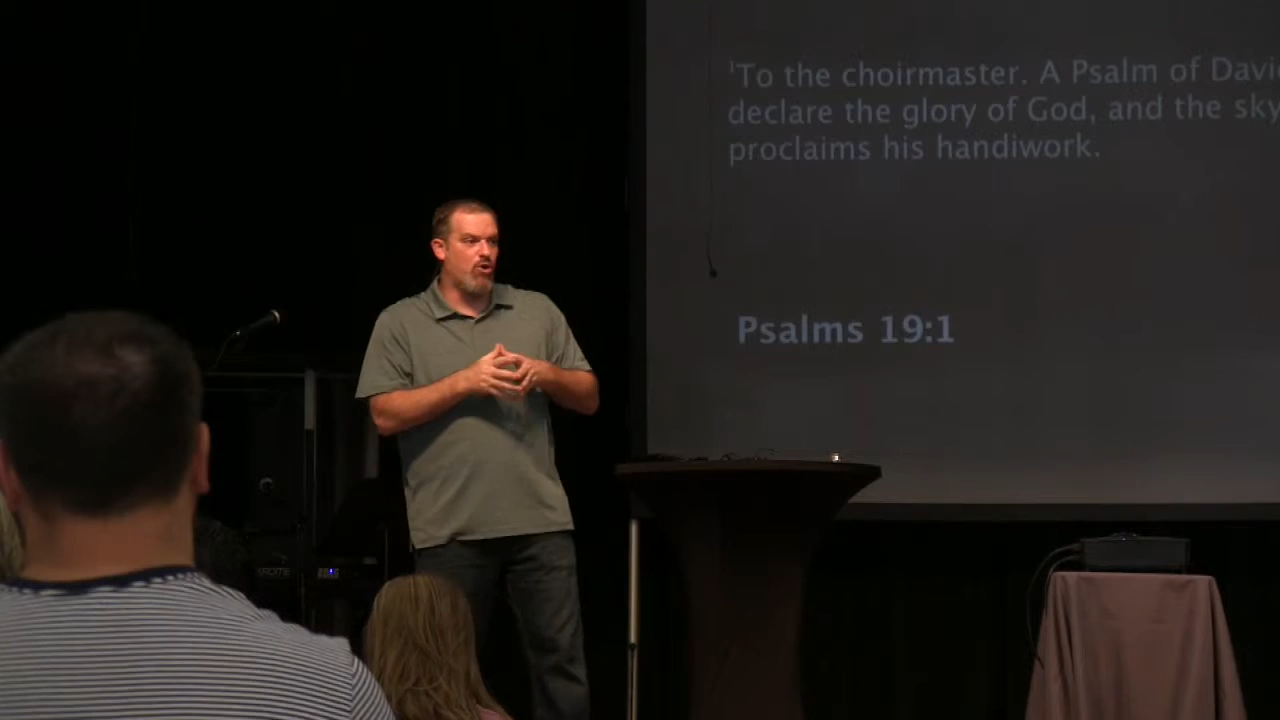 ¹To the choirmaster. A Psalm of Davi
declare the glory of God, and the sky
proclaims his handiwork.
Psalms 19:1